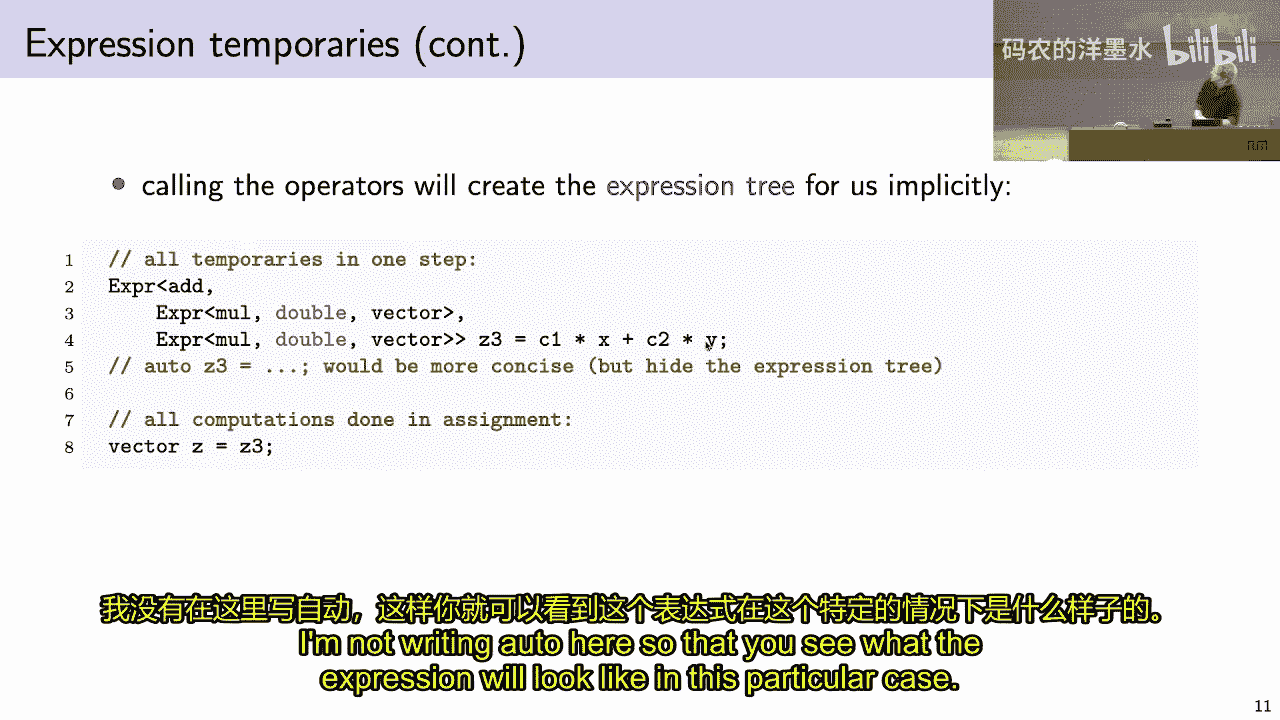 Expression temporaries (cont.)
码农的洋墨水 bilibili
• calling the operators will create the expression tree for us implicitly:
1 // all temporaries in one step:
2 Expr<add,
3 Expr<mul, double, vector>,
4 Expr<mul, double, vector>> z3 = c1 * x + c2 * y;
5 // auto z3 = ...; would be more concise (but hide the expression tree)
6
7 // all computations done in assignment:
8 vector z = z3;
我没有在这里写自动，这样你就可以看到这个表达式在这个特定的情况下是什么样子的。
I'm not writing auto here so that you see what the
expression will look like in this particular case.
11